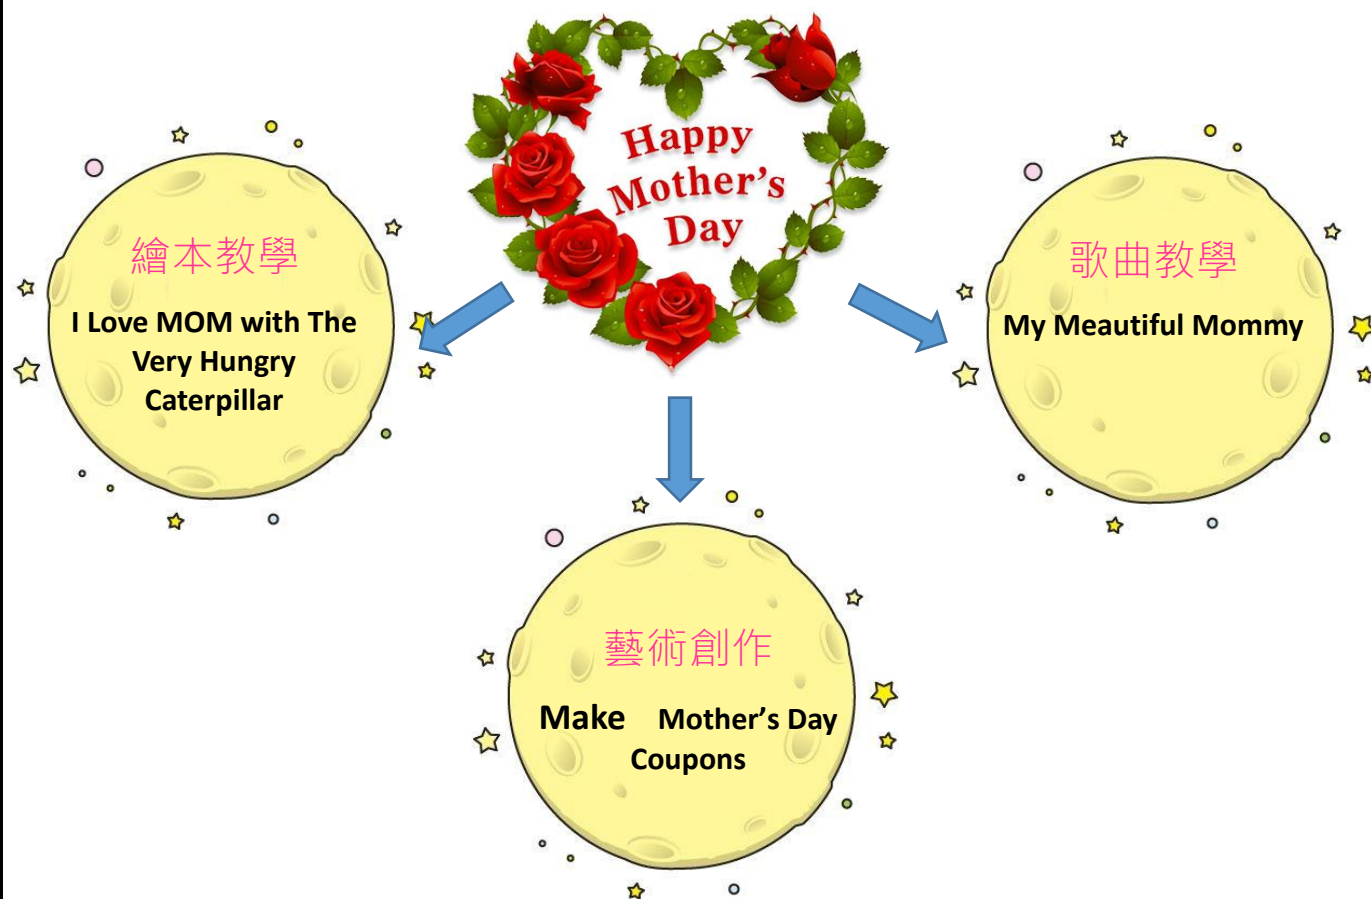 Happy
Mother's
Day
繪本教學
I Love MOM with The
Very Hungry
Caterpillar
歌曲教學
My Meautiful Mommy
藝術創作
Make Mother's Day
Coupons